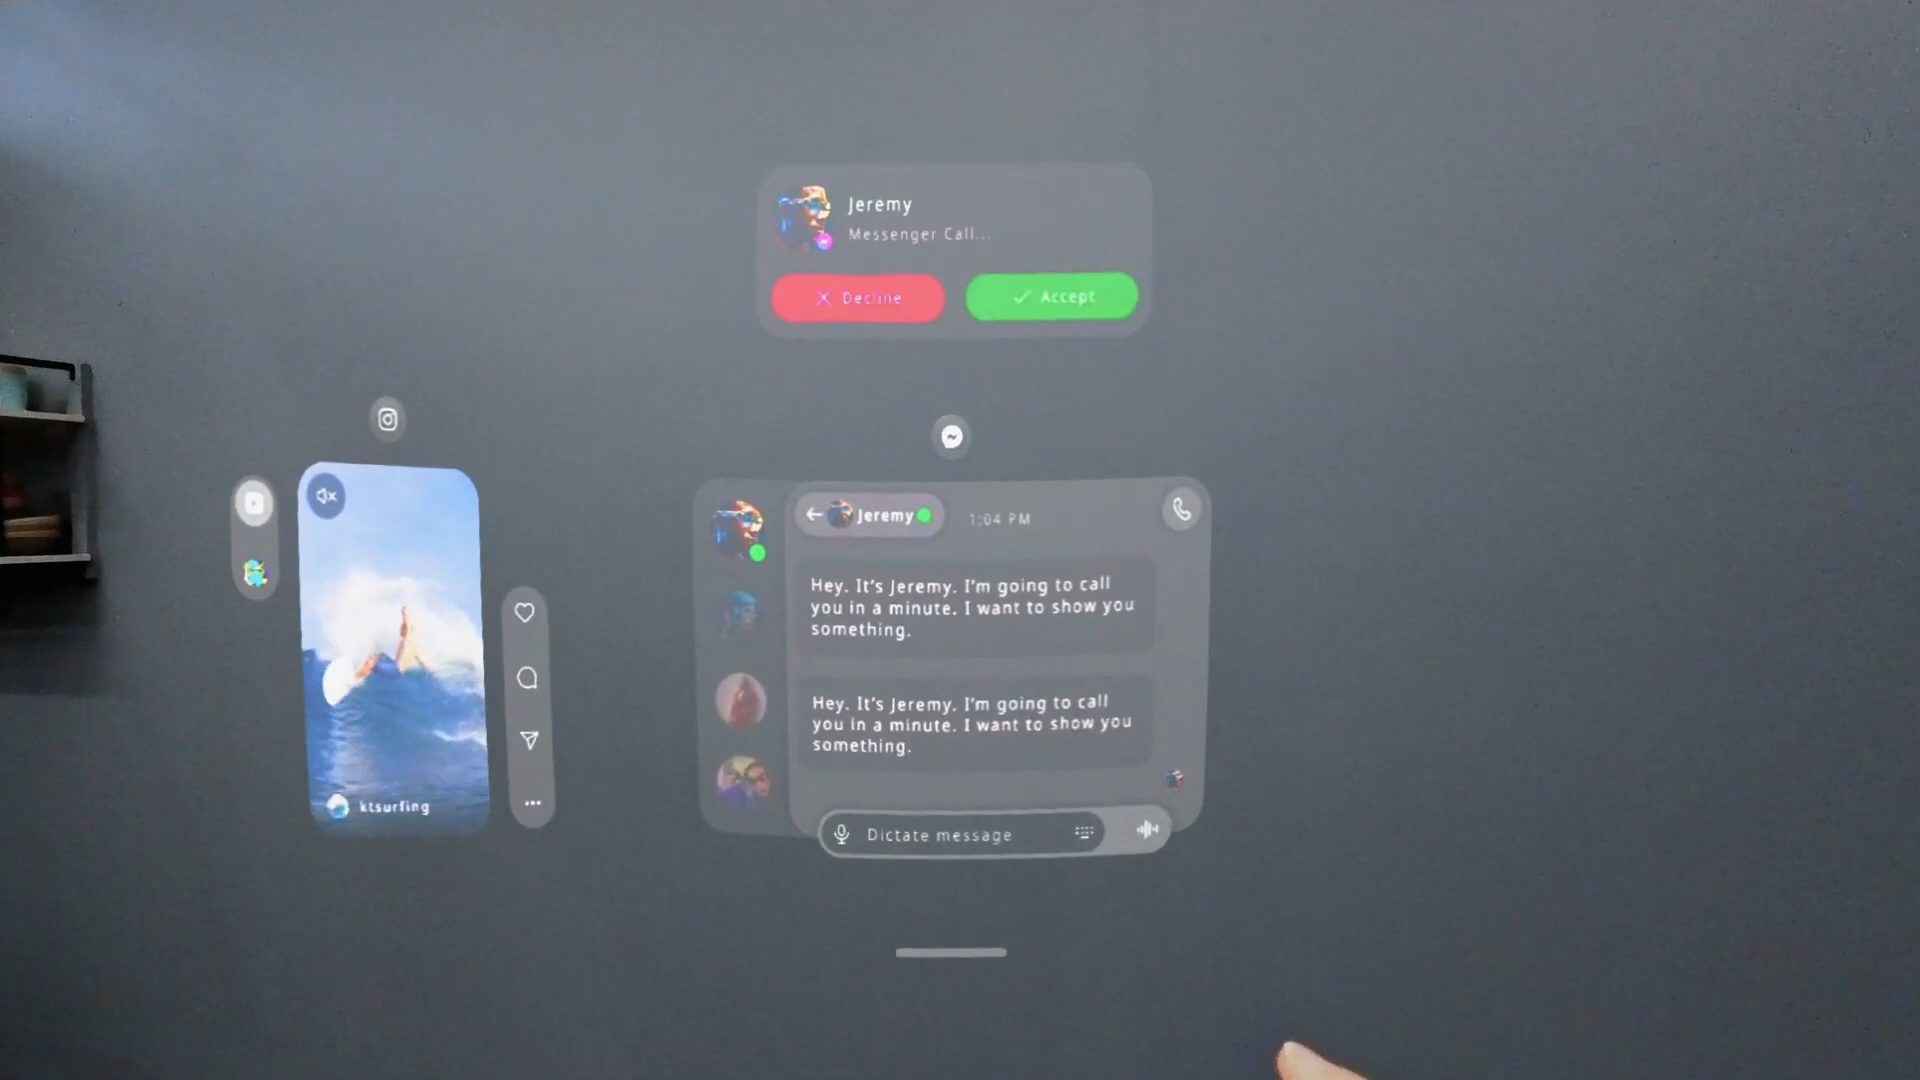 Jeremy
Messenger Call...
Decline
Accept
Jeremy
1:04 PM
Hey. It's Jeremy. I'm going to call
you in a minute. I want to show you
something.
Hey. It's Jeremy. I'm going to call
you in a minute. I want to show you
something.
ktsurfing
Dictate message